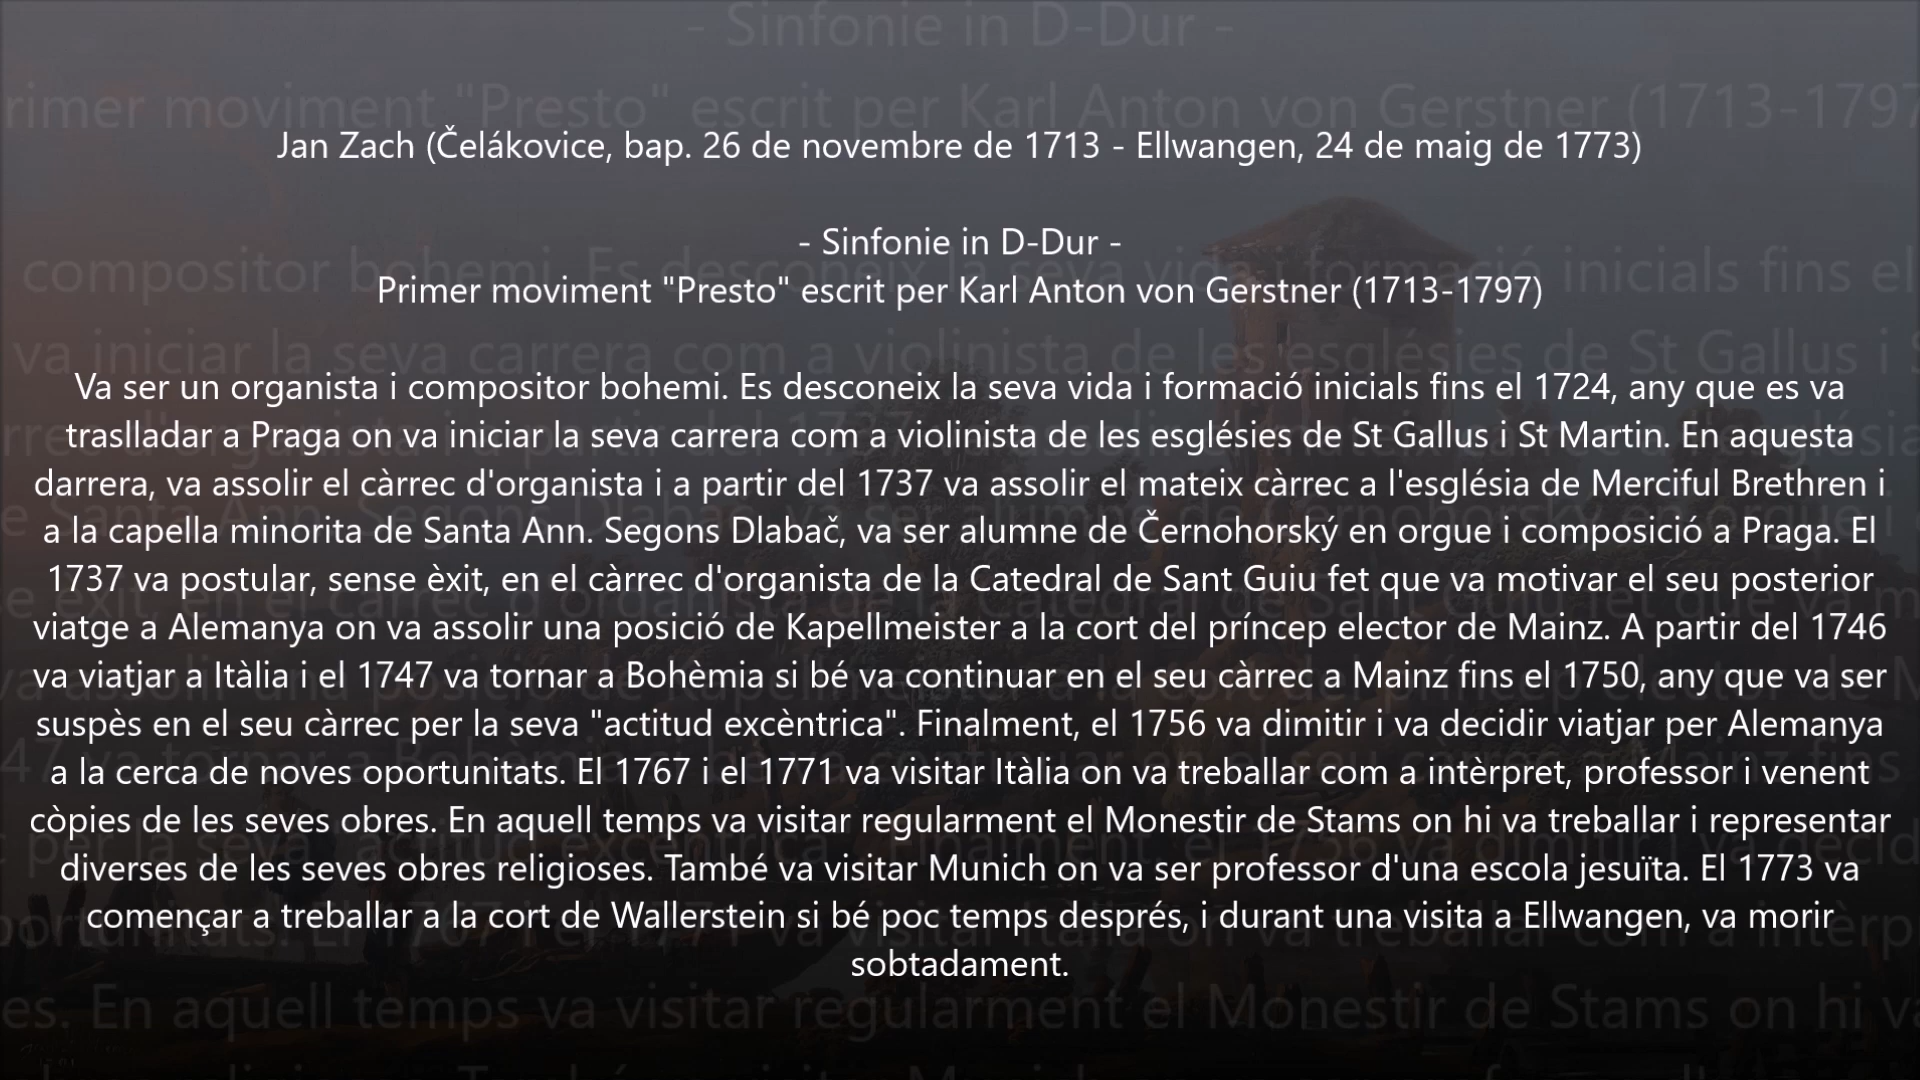 Jan Zach (Čelákovice, bap. 26 de novembre de 1713 - Ellwangen, 24 de maig de 1773)
- Sinfonie in D-Dur -
Primer moviment "Presto" escrit per Karl Anton von Gerstner (1713-1797)
Va ser un organista i compositor bohemi. Es desconeix la seva vida i formació inicials fins el 1724, any que es va
traslladar a Praga on va iniciar la seva carrera com a violinista de les esglésies de St Gallus i St Martin. En aquesta
darrera, va assolir el càrrec d'organista i a partir del 1737 va assolir el mateix càrrec a l'església de Merciful Brethren i
a la capella minorita de Santa Ann. Segons Dlabač, va ser alumne de Černohorský en orgue i composició a Praga. El
1737 va postular, sense èxit, en el càrrec d'organista de la Catedral de Sant Guiu fet que va motivar el seu posterior
viatge a Alemanya on va assolir una posició de Kapellmeister a la cort del príncep elector de Mainz. A partir del 1746
va viatjar a Itàlia i el 1747 va tornar a Bohèmia si bé va continuar en el seu càrrec a Mainz fins el 1750, any que va ser
suspès en el seu càrrec per la seva "actitud excèntrica". Finalment, el 1756 va dimitir i va decidir viatjar per Alemanya
a la cerca de noves oportunitats. El 1767 i el 1771 va visitar Itàlia on va treballar com a intèrpret, professor i venent
còpies de les seves obres. En aquell temps va visitar regularment el Monestir de Stams on hi va treballar i representar
diverses de les seves obres religioses. També va visitar Munich on va ser professor d'una escola jesuïta. El 1773 va
començar a treballar a la cort de Wallerstein si bé poc temps després, i durant una visita a Ellwangen, va morir
sobtadament.